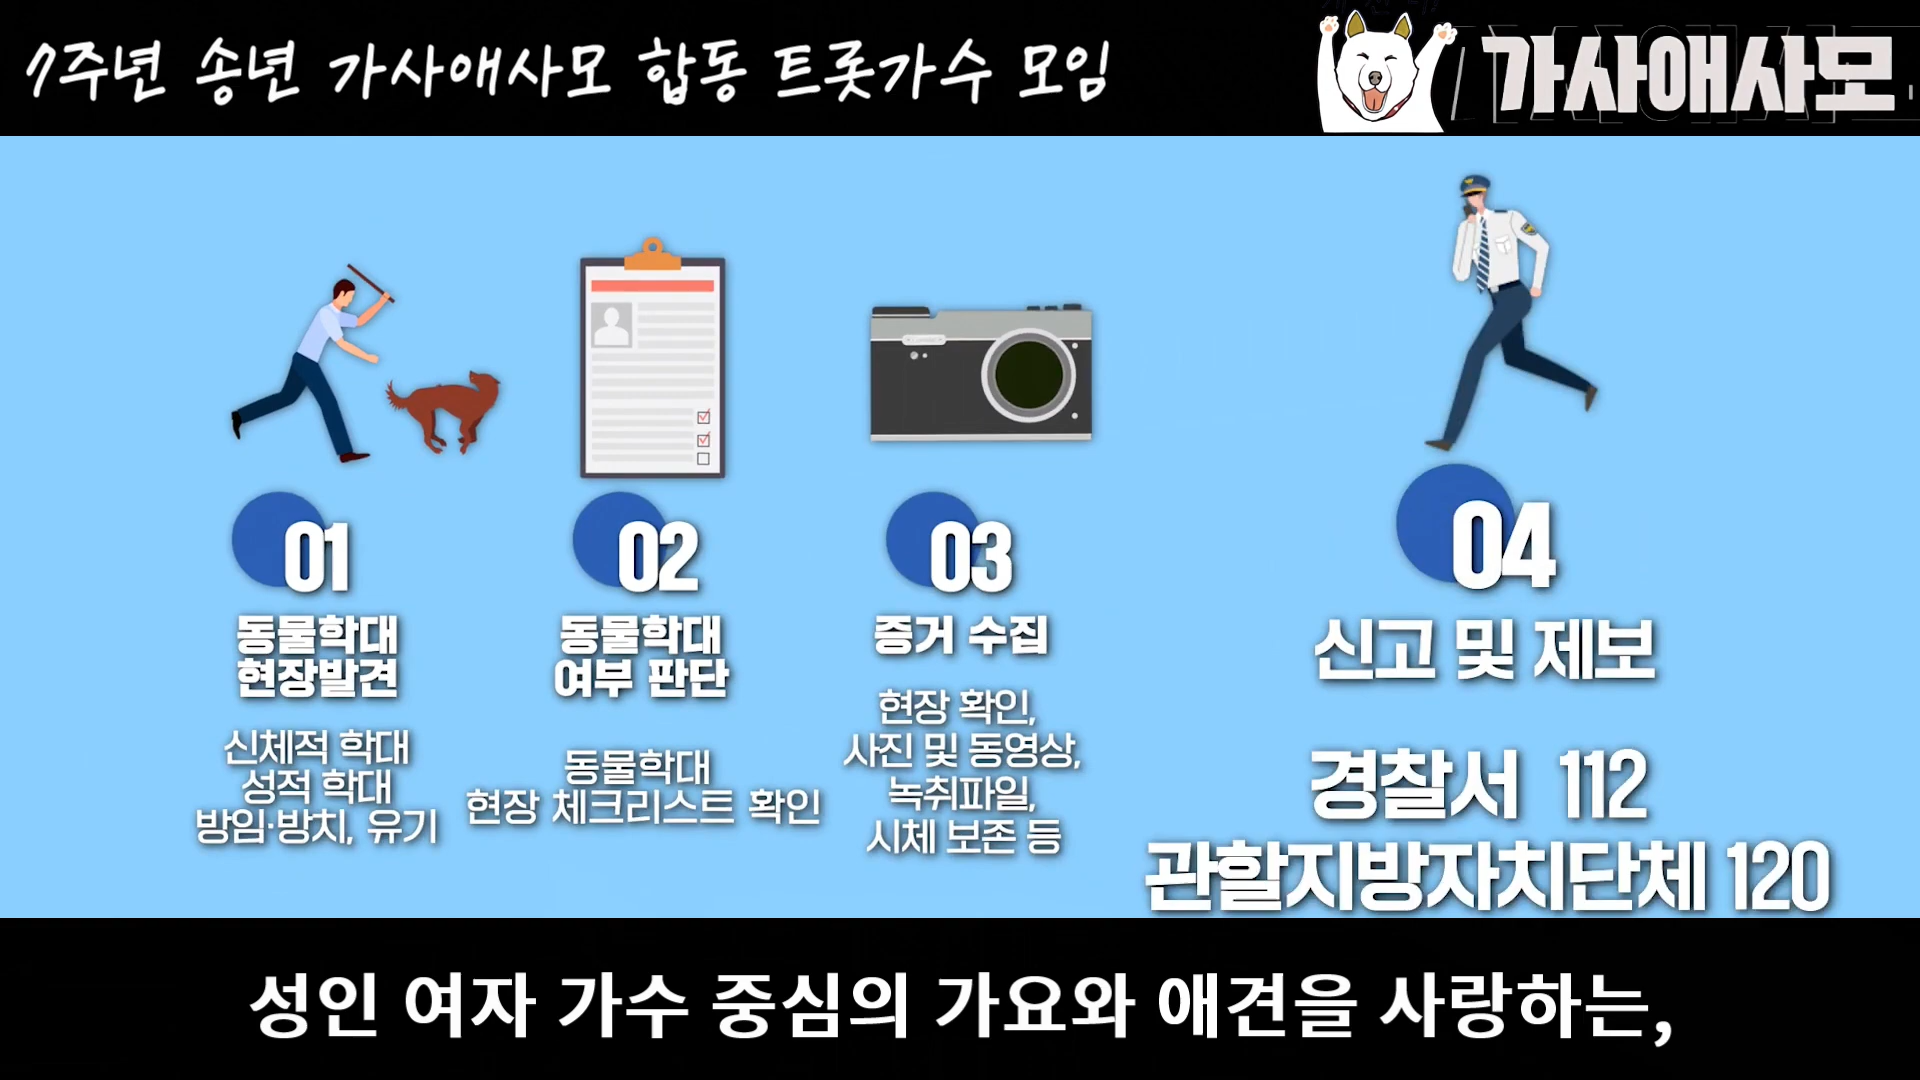 7주년 송년 가사애사모 합동 트롯가수 모임
가사애사모
01
동물학대
현장발견
신체적 학대
성적 학대
방임·방치, 유기
02
동물학대
여부 판단
동물학대
현장 체크리스트 확인
03
증거 수집
현장 확인,
사진 및 동영상,
녹취파일,
시체 보존 등
04
신고 및 제보
경찰서 112
관할지방자치단체 120
성인 여자 가수 중심의 가요와 애견을 사랑하는,